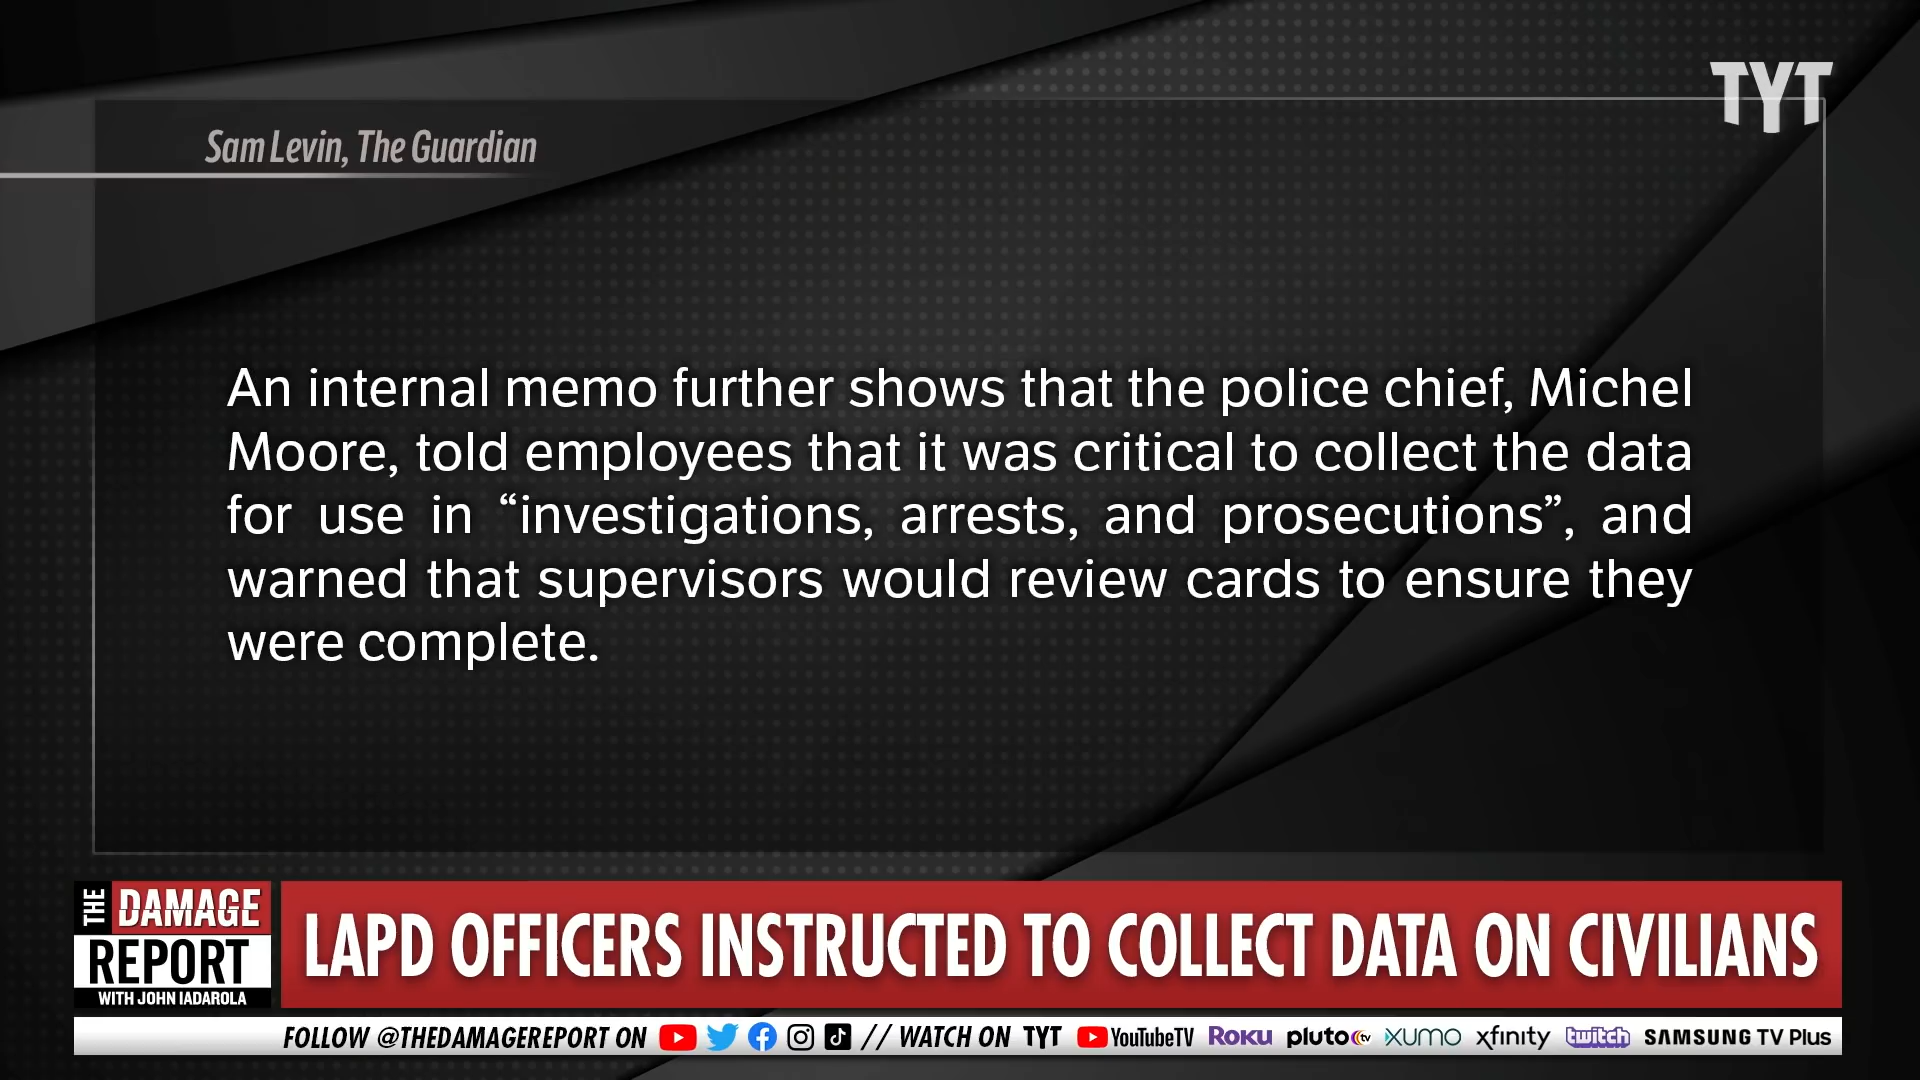 TYT
Sam Levin, The Guardian
An internal memo further shows that the police chief, Michel
Moore, told employees that it was critical to collect the data
for use in “investigations, arrests, and prosecutions”, and
warned that supervisors would review cards to ensure they
were complete.
THE DAMAGE
REPORT
WITH JOHN IADAROLA
LAPD OFFICERS INSTRUCTED TO COLLECT DATA ON CIVILIANS
FOLLOW @THEDAMAGEREPORT ON // WATCH ON TYT YouTubeTV ROKU pluto tv XUMO xfinity twitch SAMSUNG TV Plus